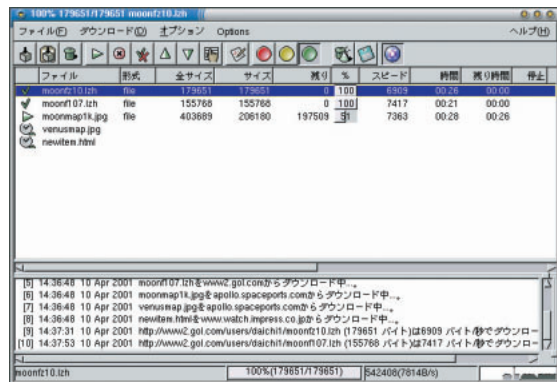 100% 179651/179651 moonfz10.lzh
ファイル(F) ダウンロード(D) オプション Options ヘルプ(H)
ファイル 形式 全サイズ サイズ 残り % スピード 時間 残り時間 停止
moonfz10.lzh file 179651 179651 0 100 6909 00:26 00:00
moonf107.lzh file 155768 155768 0 100 7417 00:21 00:00
moonmap1k.jpg file 403689 206180 197509 51 7363 00:28 00:26
venusmap.jpg
newitem.html
[5] 14:36:48 10 Apr 2001 moonf107.lzhをwww2.gol.comからダウンロード中...。
[6] 14:36:48 10 Apr 2001 moonmap1k.jpgをapollo.spaceports.comからダウンロード中...。
[7] 14:36:48 10 Apr 2001 venusmap.jpgをapollo.spaceports.comからダウンロード中...。
[8] 14:36:48 10 Apr 2001 newitem.htmlをwww.watch.impress.co.jpからダウンロード中...。
[9] 14:37:31 10 Apr 2001 http://www2.gol.com/users/daichi1/moonfz10.lzh (179651 バイト)は6909 バイト/秒でダウンロー
[10] 14:37:53 10 Apr 2001 http://www2.gol.com/users/daichi1/moonf107.lzh (155768 バイト)は7417 バイト/秒でダウンロー
moonfz10.lzh 100%(179651/179651) 542408(7814B/s)